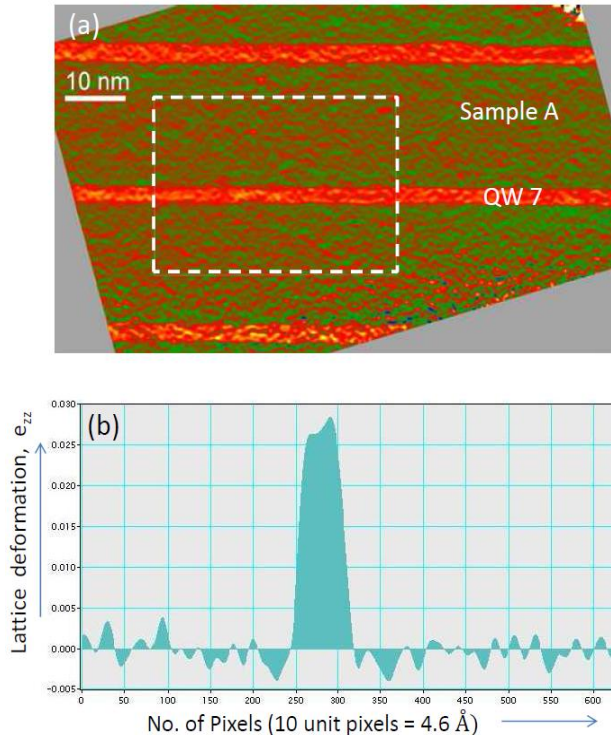 (a)
10 nm
Sample A
QW 7
(b)
Lattice deformation, e_zz
0.030
0.025
0.020
0.015
0.010
0.005
0.000
-0.005
0 50 100 150 200 250 300 350 400 450 500 550 600
No. of Pixels (10 unit pixels = 4.6 Å)